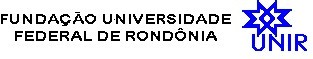 FUNDAÇÃO UNIVERSIDADE
FEDERAL DE RONDÔNIA
UNIR